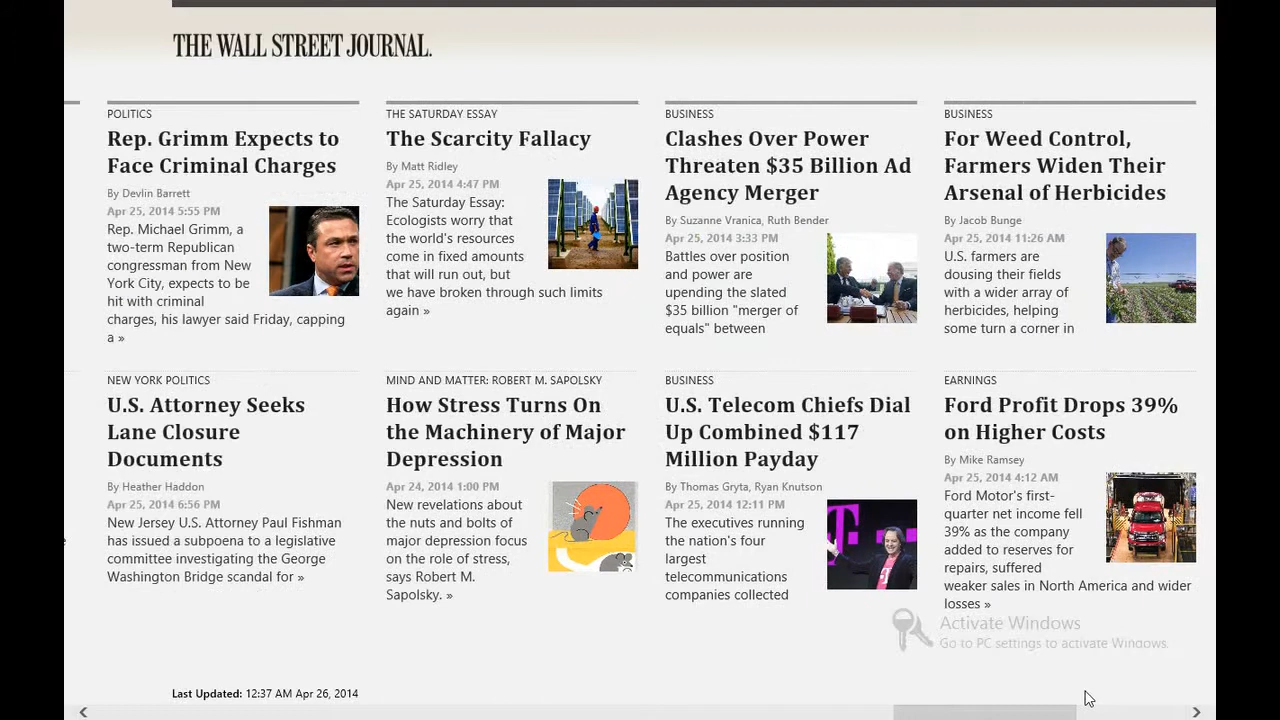 THE WALL STREET JOURNAL.
POLITICS
Rep. Grimm Expects to
Face Criminal Charges
By Devlin Barrett
Apr 25, 2014 5:55 PM
Rep. Michael Grimm, a
two-term Republican
congressman from New
York City, expects to be
hit with criminal
charges, his lawyer said Friday, capping
a »
NEW YORK POLITICS
U.S. Attorney Seeks
Lane Closure
Documents
By Heather Haddon
Apr 25, 2014 6:56 PM
New Jersey U.S. Attorney Paul Fishman
has issued a subpoena to a legislative
committee investigating the George
Washington Bridge scandal for »
THE SATURDAY ESSAY
The Scarcity Fallacy
By Matt Ridley
Apr 25, 2014 4:47 PM
The Saturday Essay:
Ecologists worry that
the world's resources
come in fixed amounts
that will run out, but
we have broken through such limits
again »
MIND AND MATTER: ROBERT M. SAPOLSKY
How Stress Turns On
the Machinery of Major
Depression
Apr 24, 2014 1:00 PM
New revelations about
the nuts and bolts of
major depression focus
on the role of stress,
says Robert M.
Sapolsky. »
BUSINESS
Clashes Over Power
Threaten $35 Billion Ad
Agency Merger
By Suzanne Vranica, Ruth Bender
Apr 25, 2014 3:33 PM
Battles over position
and power are
upending the slated
$35 billion "merger of
equals" between
BUSINESS
U.S. Telecom Chiefs Dial
Up Combined $117
Million Payday
By Thomas Gryta, Ryan Knutson
Apr 25, 2014 12:11 PM
The executives running
the nation's four
largest
telecommunications
companies collected
BUSINESS
For Weed Control,
Farmers Widen Their
Arsenal of Herbicides
By Jacob Bunge
Apr 25, 2014 11:26 AM
U.S. farmers are
dousing their fields
with a wider array of
herbicides, helping
some turn a corner in
EARNINGS
Ford Profit Drops 39%
on Higher Costs
By Mike Ramsey
Apr 25, 2014 4:12 AM
Ford Motor's first-
quarter net income fell
39% as the company
added to reserves for
repairs, suffered
weaker sales in North America and wider
losses »
Activate Windows
Go to PC settings to activate Windows.
Last Updated: 12:37 AM Apr 26, 2014